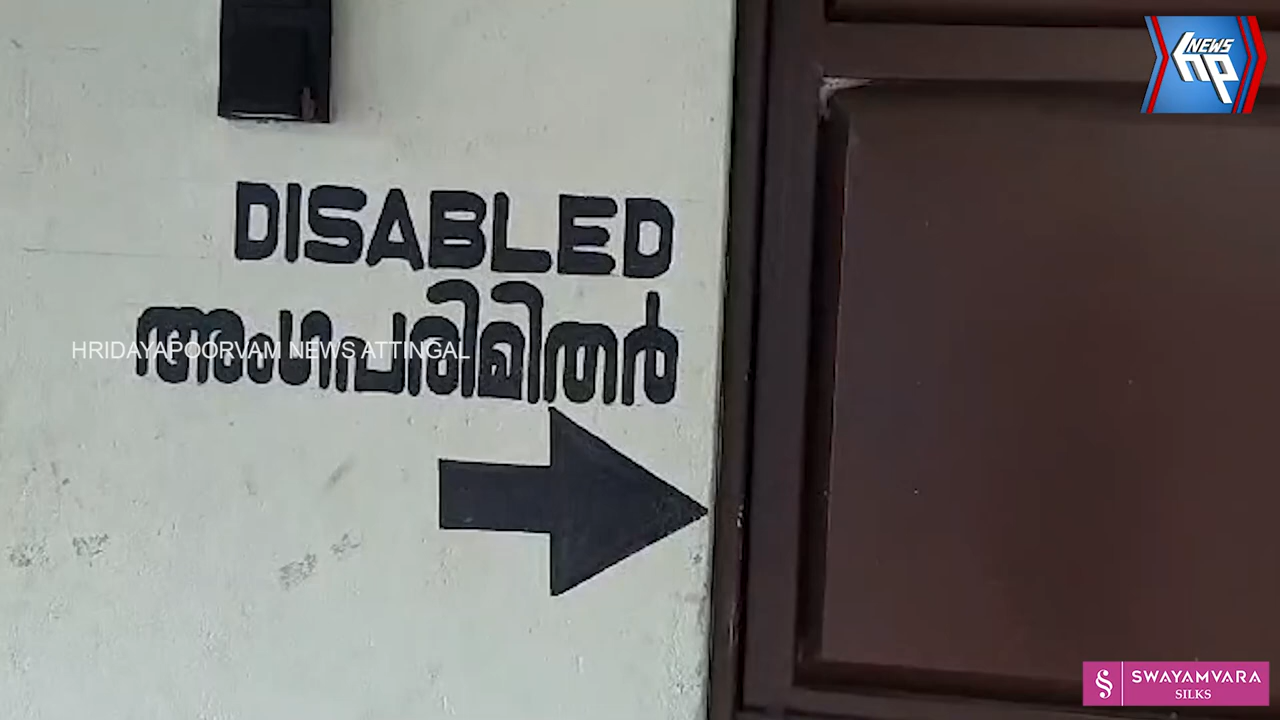 NEWS
hp
DISABLED
അംഗപരിമിതർ
HRIDAYAPOORVAM NEWS ATTINGAL
SWAYAMVARA
SILKS